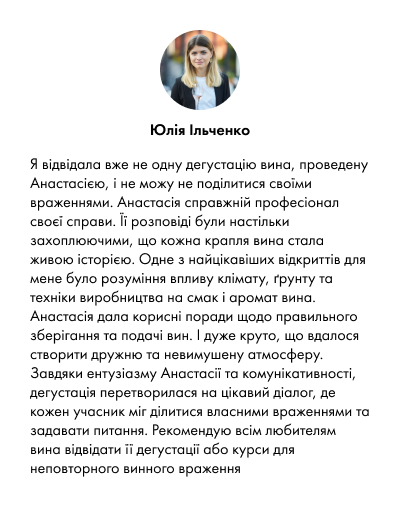 Юлія Ільченко
Я відвідала вже не одну дегустацію вина, проведену
Анастасією, і не можу не поділитися своїми
враженнями. Анастасія справжній професіонал
своєї справи. Її розповіді були настільки
захоплюючими, що кожна крапля вина стала
живою історією. Одне з найцікавіших відкриттів для
мене було розуміння впливу клімату, ґрунту та
техніки виробництва на смак і аромат вина.
Анастасія дала корисні поради щодо правильного
зберігання та подачі вин. І дуже круто, що вдалося
створити дружню та невимушену атмосферу.
Завдяки ентузіазму Анастасії та комунікативності,
дегустація перетворилася на цікавий діалог, де
кожен учасник міг ділитися власними враженнями та
задавати питання. Рекомендую всім любителям
вина відвідати її дегустації або курси для
неповторного винного враження